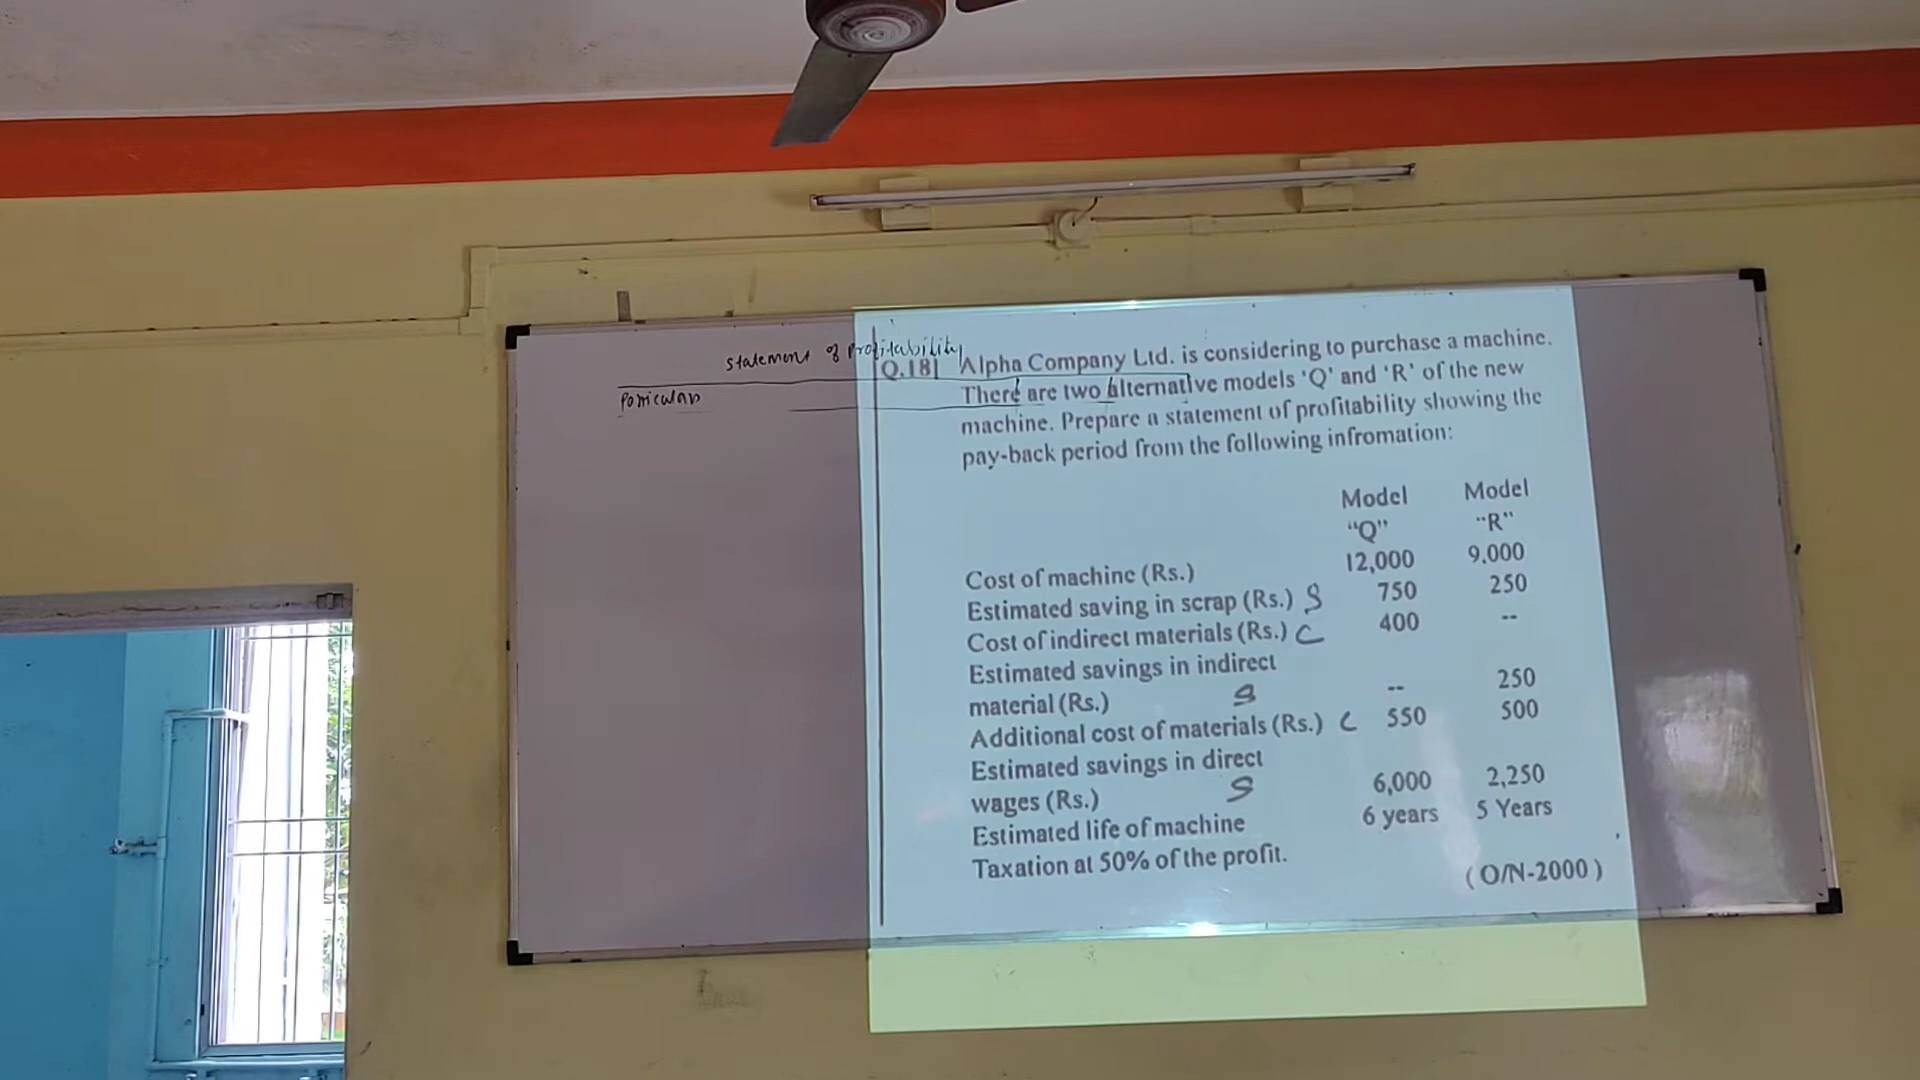 Statement of Profitability
Particulars
Q.18] Alpha Company Ltd. is considering to purchase a machine.
There are two alternative models 'Q' and 'R' of the new
machine. Prepare a statement of profitability showing the
pay-back period from the following infromation:
Model Model
"Q" "R"
Cost of machine (Rs.) 12,000 9,000
Estimated saving in scrap (Rs.) S 750 250
Cost of indirect materials (Rs.) C 400 --
Estimated savings in indirect
material (Rs.) S -- 250
Additional cost of materials (Rs.) C 550 500
Estimated savings in direct
wages (Rs.) S 6,000 2,250
Estimated life of machine 6 years 5 Years
Taxation at 50% of the profit.
( O/N-2000 )